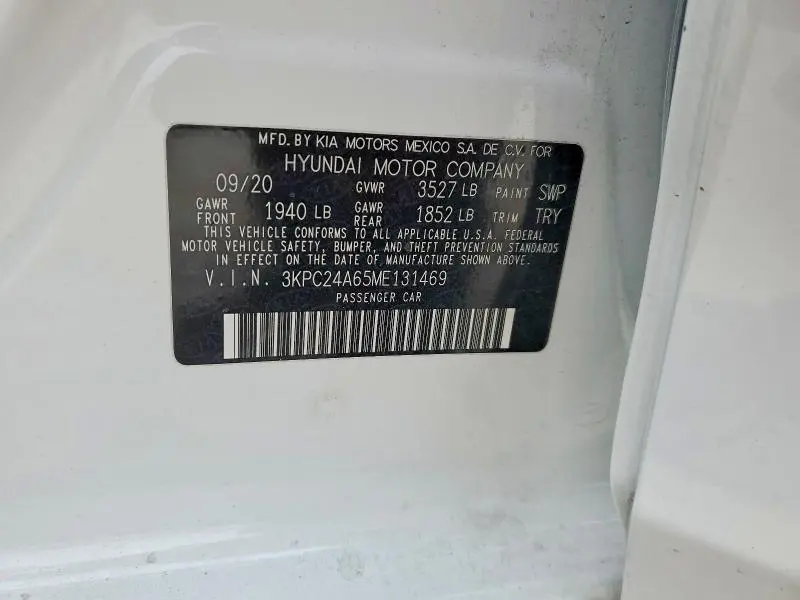 MFD. BY KIA MOTORS MEXICO S.A. DE C.V. FOR
HYUNDAI MOTOR COMPANY
09/20 GVWR 3527 LB PAINT SWP
GAWR FRONT 1940 LB GAWR REAR 1852 LB TRIM TRY
THIS VEHICLE CONFORMS TO ALL APPLICABLE U.S.A. FEDERAL
MOTOR VEHICLE SAFETY, BUMPER, AND THEFT PREVENTION STANDARDS
IN EFFECT ON THE DATE OF MANUFACTURE SHOWN ABOVE.
V.I.N. 3KPC24A65ME131469
PASSENGER CAR